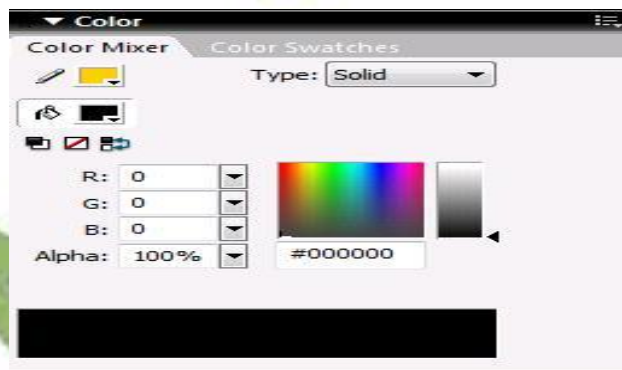 Color
Color Mixer Color Swatches
Type: Solid
R: 0
G: 0
B: 0
Alpha: 100% #000000